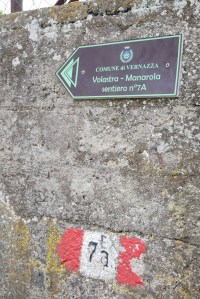 COMUNE di VERNAZZA
Volastra - Manarola
sentiero n°7A
7a